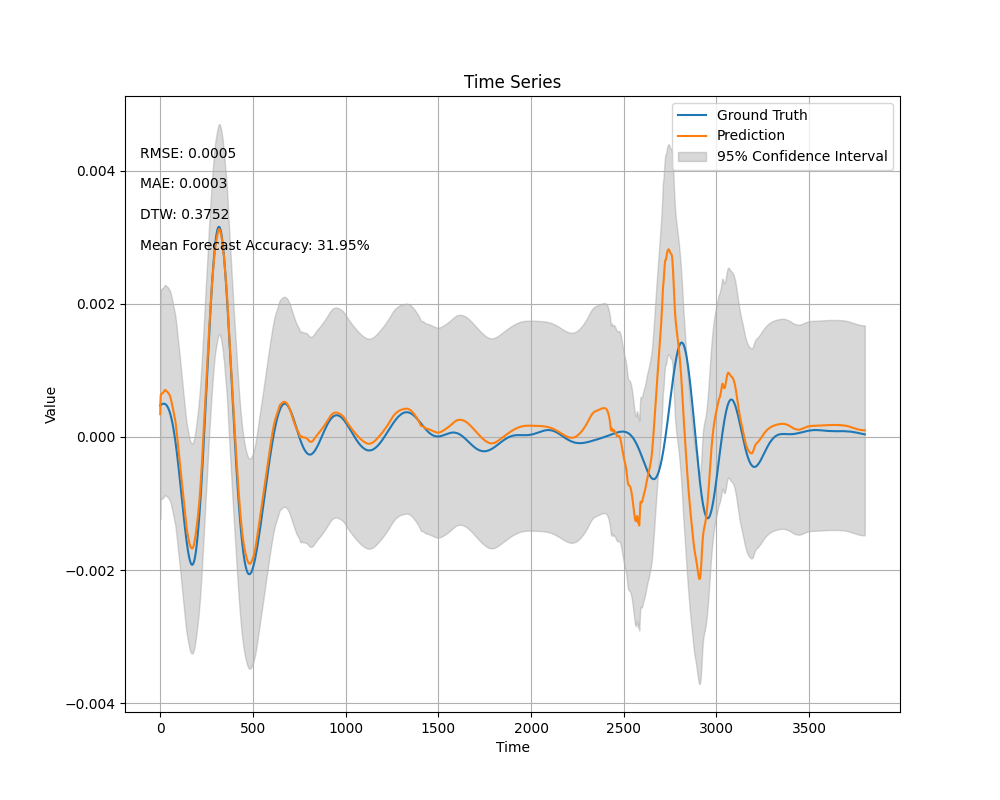 Time Series
Ground Truth
Prediction
95% Confidence Interval
RMSE: 0.0005
MAE: 0.0003
DTW: 0.3752
Mean Forecast Accuracy: 31.95%
Value
0.004
0.002
0.000
−0.002
−0.004
0 500 1000 1500 2000 2500 3000 3500
Time